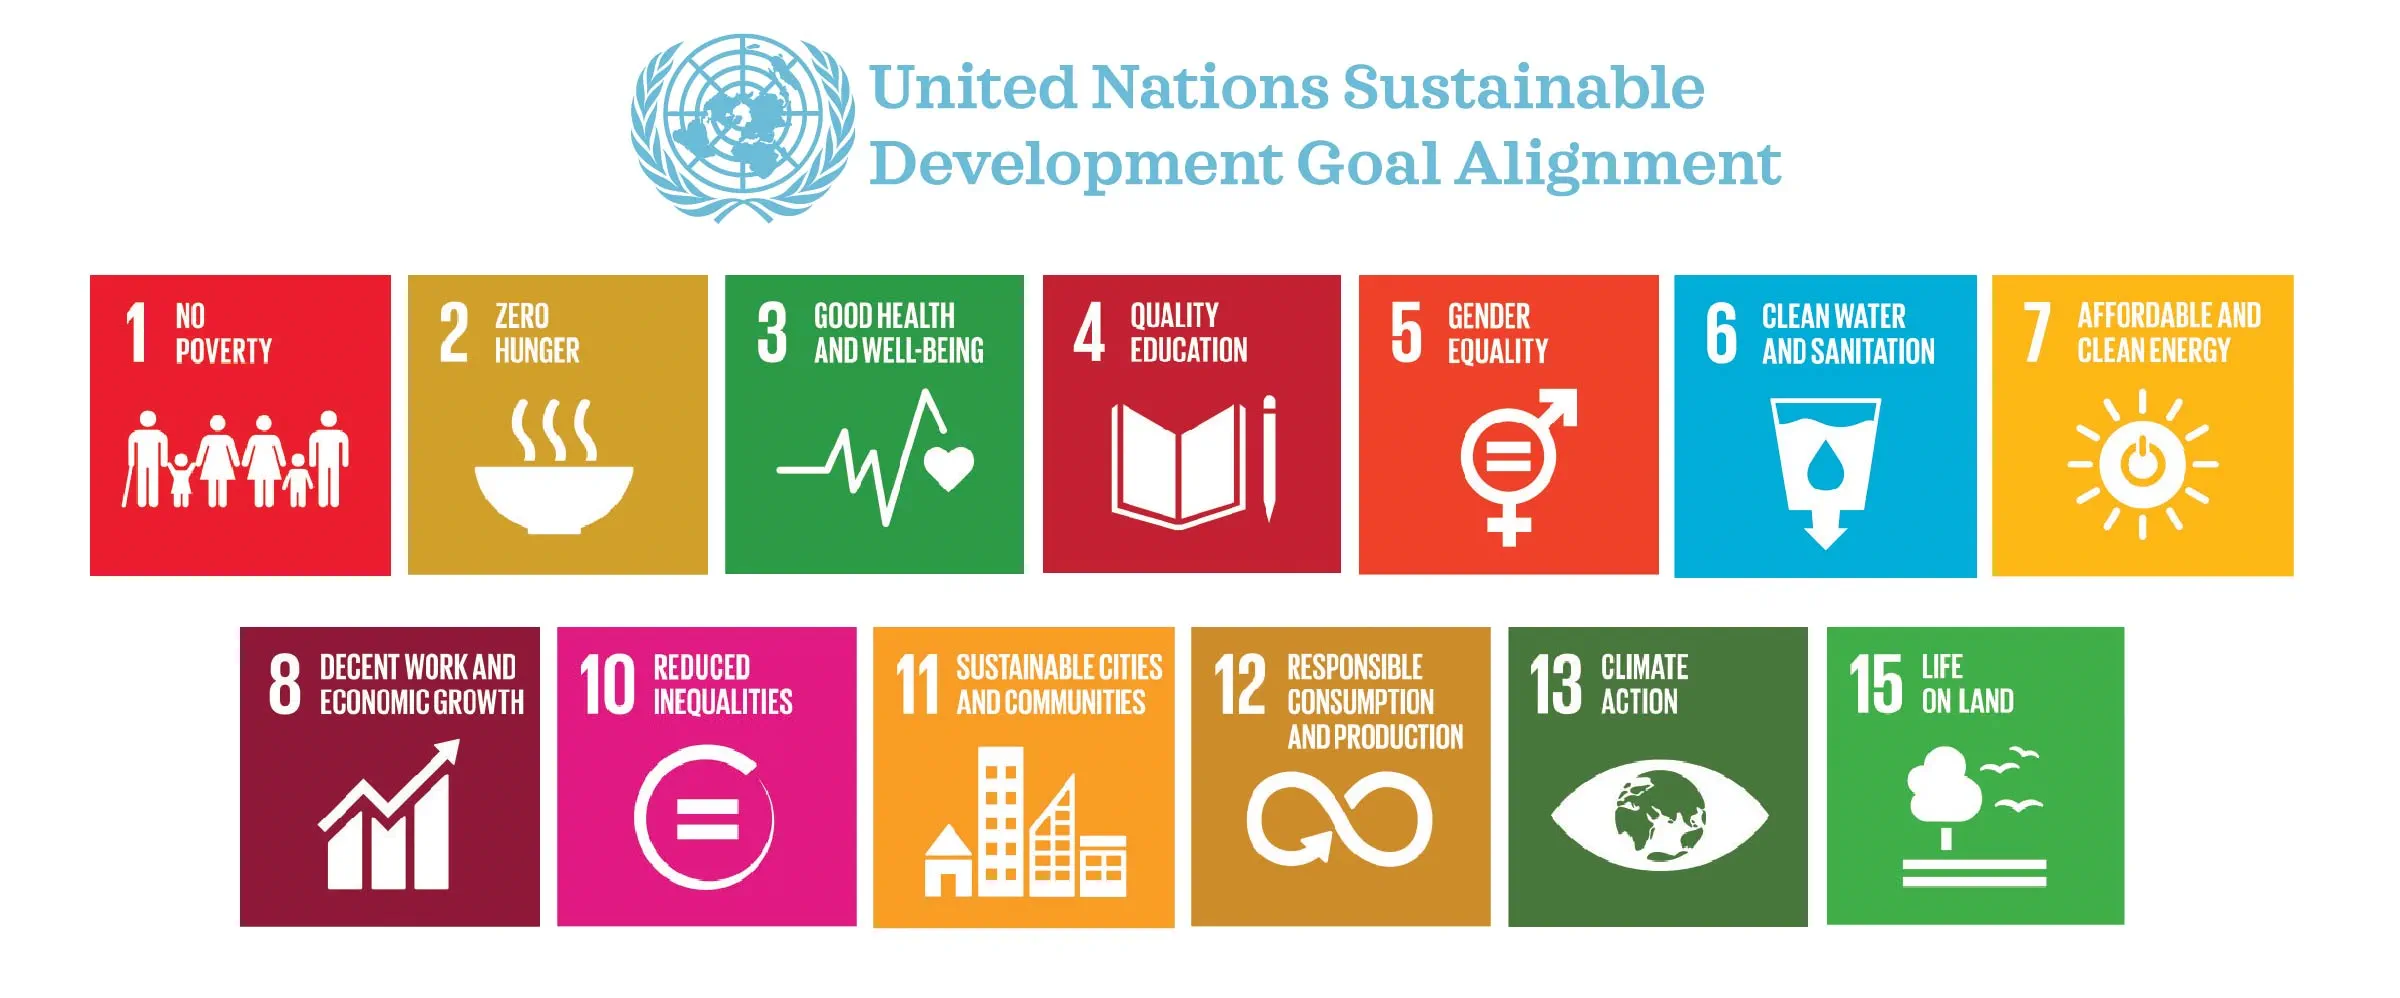 United Nations Sustainable
Development Goal Alignment
1 NO
POVERTY
2 ZERO
HUNGER
3 GOOD HEALTH
AND WELL-BEING
4 QUALITY
EDUCATION
5 GENDER
EQUALITY
6 CLEAN WATER
AND SANITATION
7 AFFORDABLE AND
CLEAN ENERGY
8 DECENT WORK AND
ECONOMIC GROWTH
10 REDUCED
INEQUALITIES
11 SUSTAINABLE CITIES
AND COMMUNITIES
12 RESPONSIBLE
CONSUMPTION
AND PRODUCTION
13 CLIMATE
ACTION
15 LIFE
ON LAND